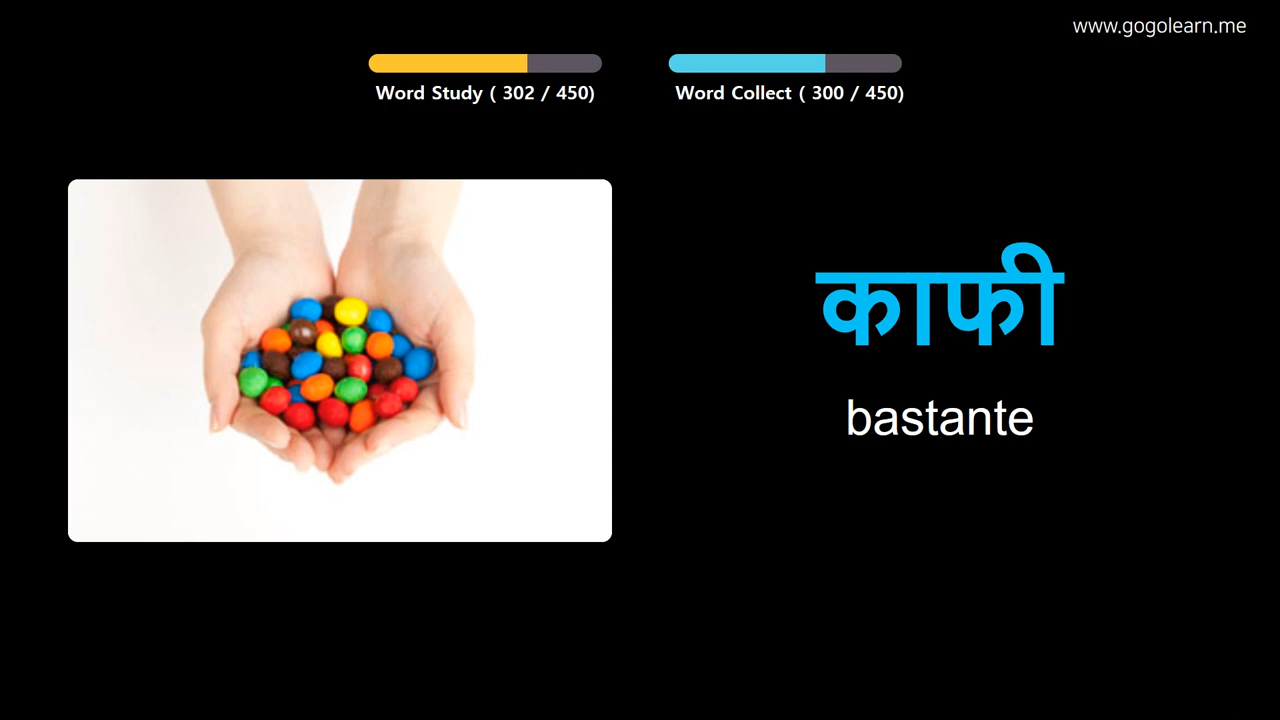 www.gogolearn.me
Word Study ( 302 / 450)
Word Collect ( 300 / 450)
काफी
bastante